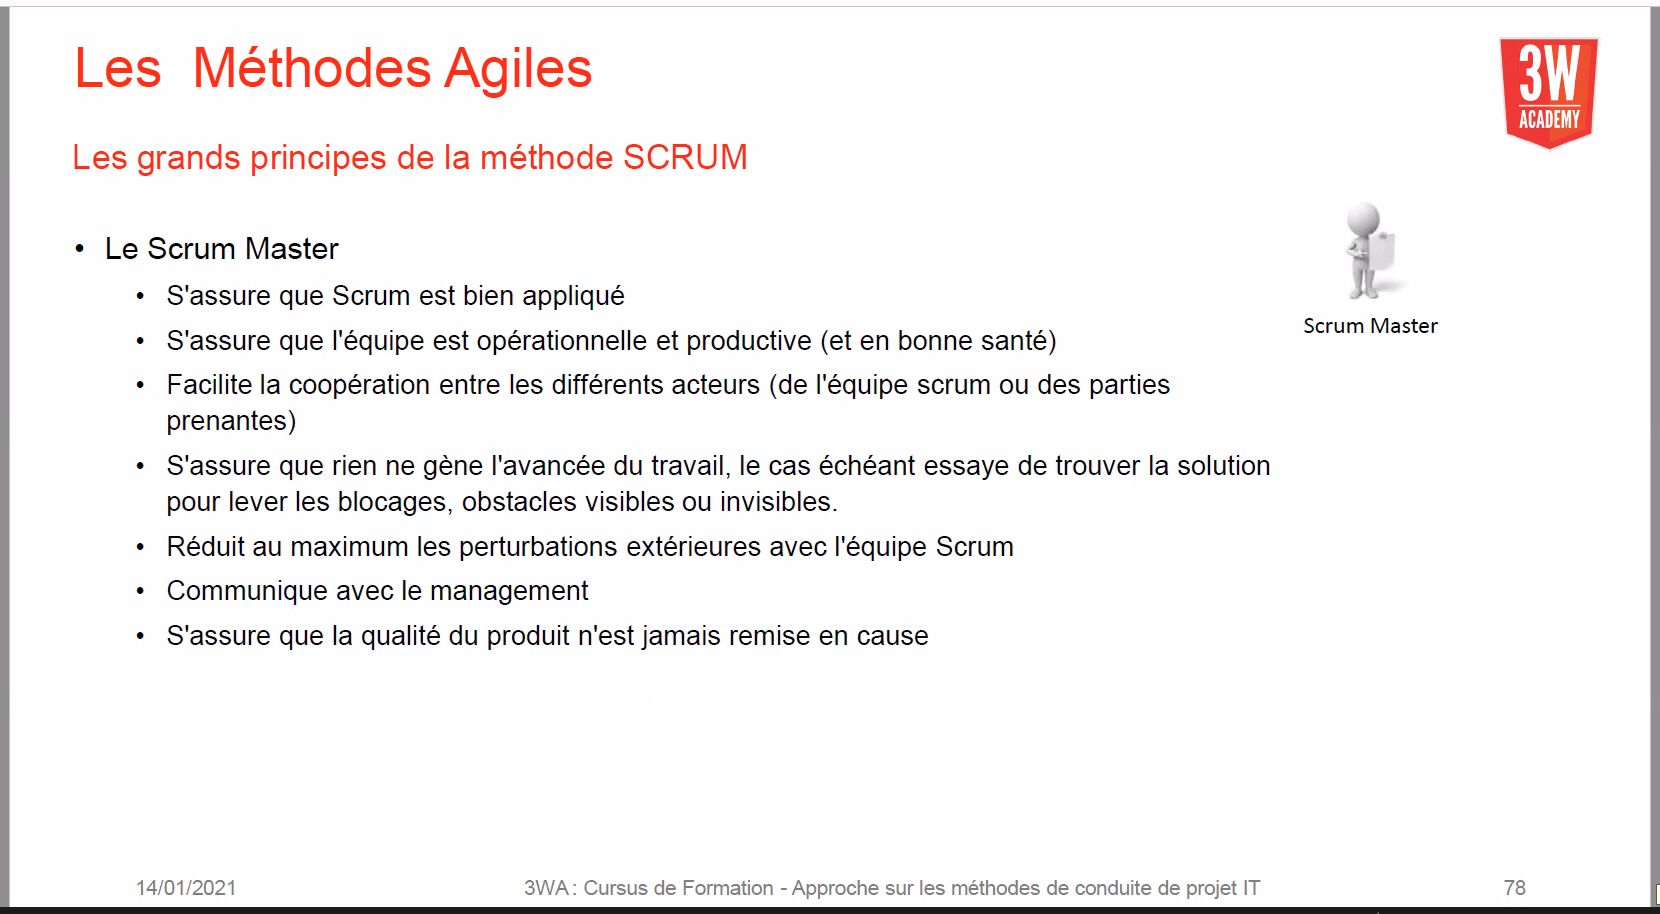 Les  Méthodes Agiles
3W
ACADEMY
Les grands principes de la méthode SCRUM
• Le Scrum Master
• S'assure que Scrum est bien appliqué
• S'assure que l'équipe est opérationnelle et productive (et en bonne santé)
• Facilite la coopération entre les différents acteurs (de l'équipe scrum ou des parties
prenantes)
• S'assure que rien ne gène l'avancée du travail, le cas échéant essaye de trouver la solution
pour lever les blocages, obstacles visibles ou invisibles.
• Réduit au maximum les perturbations extérieures avec l'équipe Scrum
• Communique avec le management
• S'assure que la qualité du produit n'est jamais remise en cause
Scrum Master
14/01/2021
3WA : Cursus de Formation - Approche sur les méthodes de conduite de projet IT
78